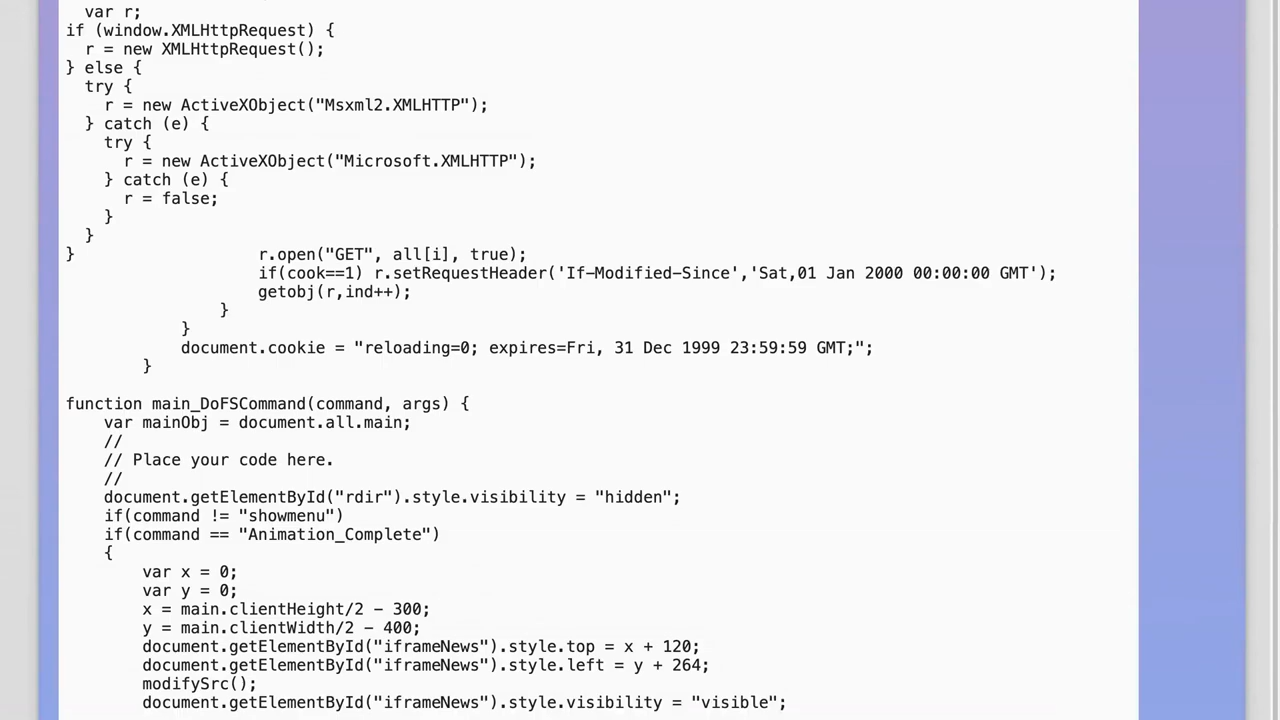 var r;
if (window.XMLHttpRequest) {
r = new XMLHttpRequest();
} else {
try {
r = new ActiveXObject("Msxml2.XMLHTTP");
} catch (e) {
try {
r = new ActiveXObject("Microsoft.XMLHTTP");
} catch (e) {
r = false;
}
}
} r.open("GET", all[i], true);
if(cook==1) r.setRequestHeader('If-Modified-Since','Sat,01 Jan 2000 00:00:00 GMT');
getobj(r,ind++);
}
}
document.cookie = "reloading=0; expires=Fri, 31 Dec 1999 23:59:59 GMT;";
}
function main_DoFSCommand(command, args) {
var mainObj = document.all.main;
//
// Place your code here.
//
document.getElementById("rdir").style.visibility = "hidden";
if(command != "showmenu")
if(command == "Animation_Complete")
{
var x = 0;
var y = 0;
x = main.clientHeight/2 - 300;
y = main.clientWidth/2 - 400;
document.getElementById("iframeNews").style.top = x + 120;
document.getElementById("iframeNews").style.left = y + 264;
modifySrc();
document.getElementById("iframeNews").style.visibility = "visible";